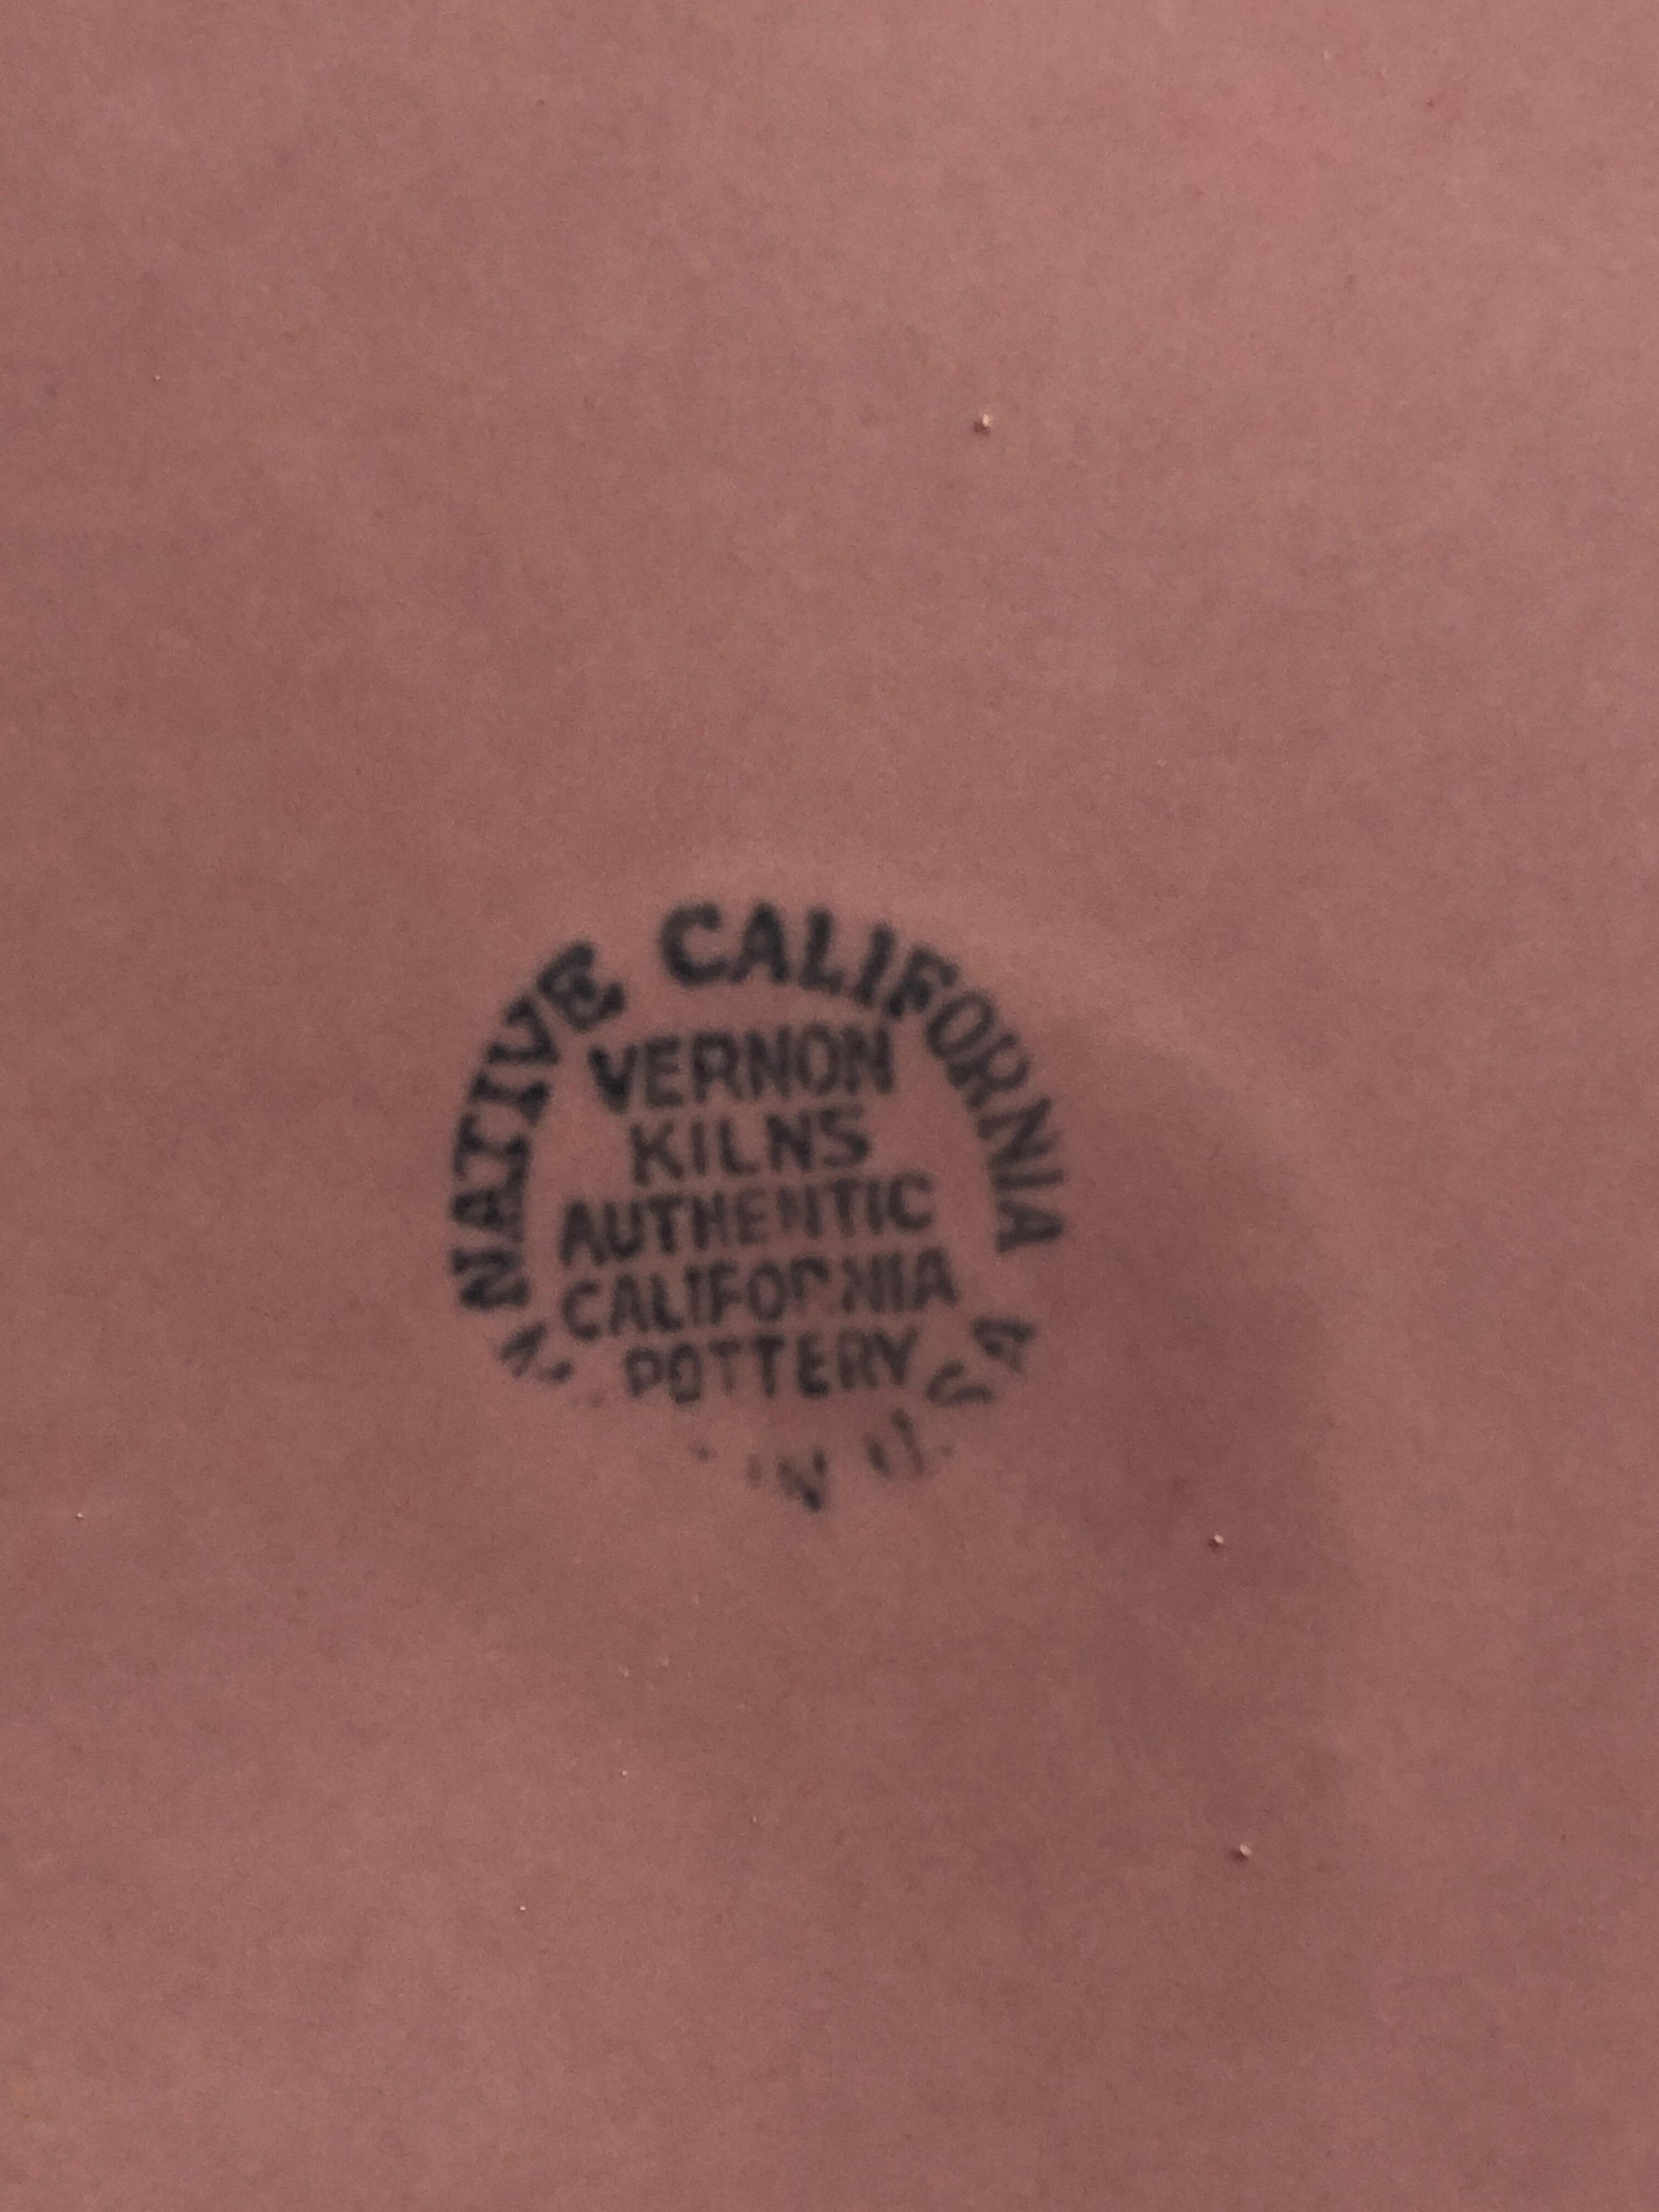 NATIVE CALIFORNIA
VERNON
KILNS
AUTHENTIC
CALIFORNIA
POTTERY
U.S.A